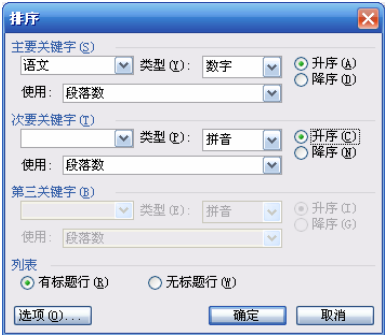 排序
主要关键字(S)
语文 类型(Y): 数字 升序(A)
降序(D)
使用: 段落数
次要关键字(T)
类型(P): 拼音 升序(C)
降序(N)
使用: 段落数
第三关键字(B)
类型(E): 拼音 升序(I)
降序(G)
使用: 段落数
列表
有标题行(R) 无标题行(W)
选项(O)... 确定 取消